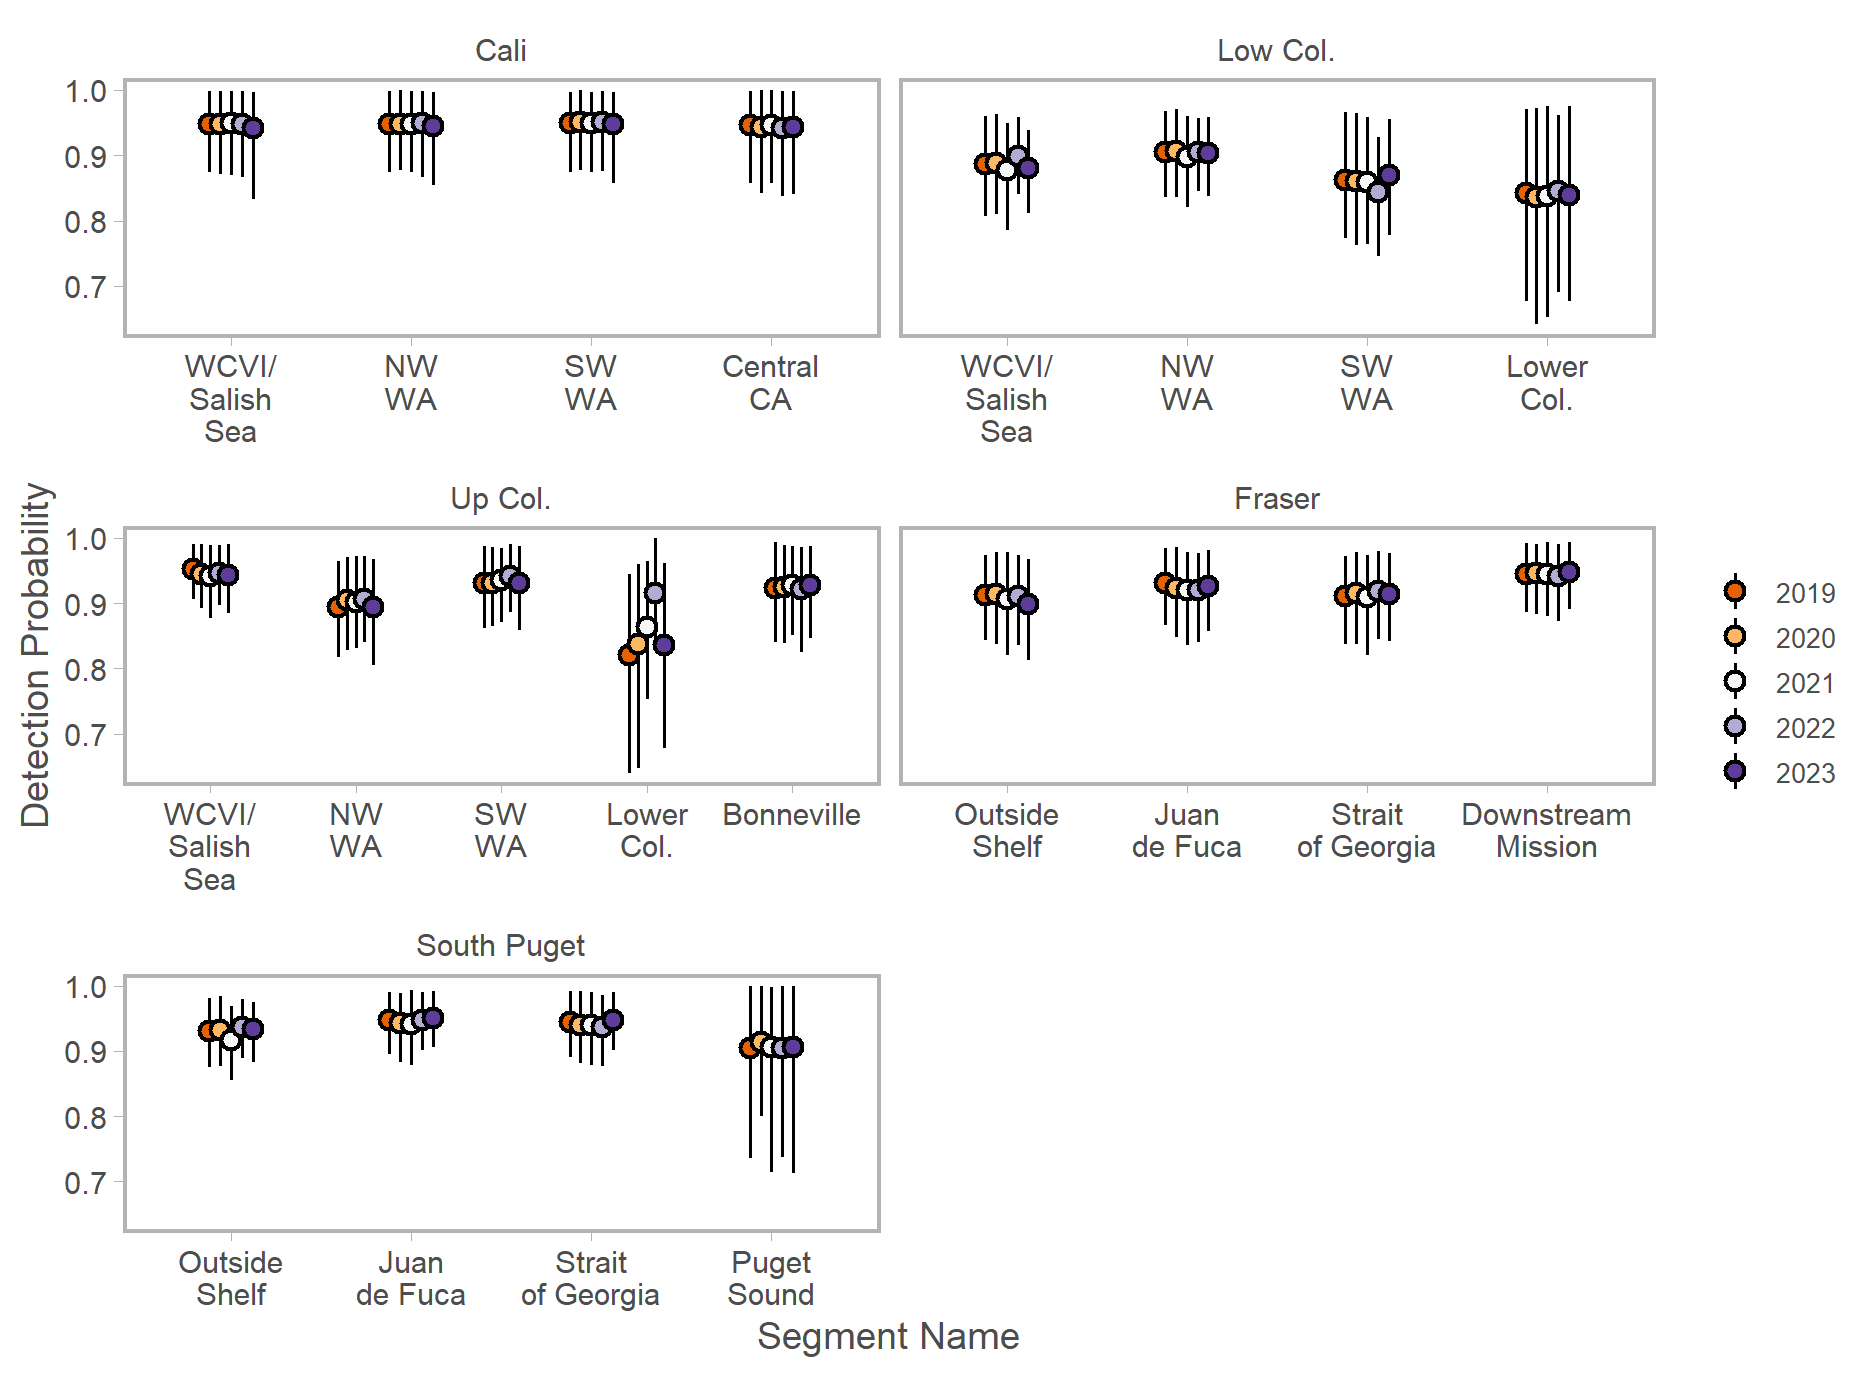 Cali
Low Col.
1.0
0.9
0.8
0.7
WCVI/
Salish
Sea
NW
WA
SW
WA
Central
CA
WCVI/
Salish
Sea
NW
WA
SW
WA
Lower
Col.
Detection Probability
Up Col.
Fraser
1.0
0.9
0.8
0.7
WCVI/
Salish
Sea
NW
WA
SW
WA
Lower
Col.
Bonneville
Outside
Shelf
Juan
de Fuca
Strait
of Georgia
Downstream
Mission
2019
2020
2021
2022
2023
South Puget
1.0
0.9
0.8
0.7
Outside
Shelf
Juan
de Fuca
Strait
of Georgia
Puget
Sound
Segment Name